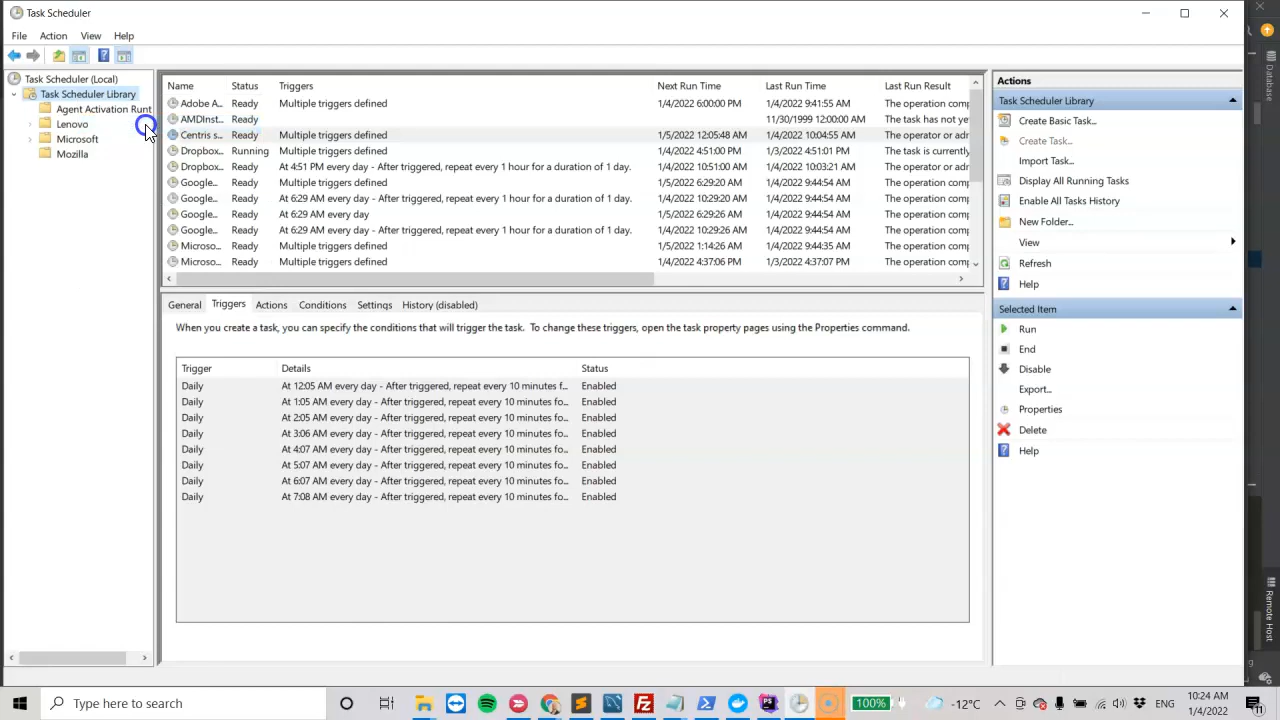 Task Scheduler
File Action View Help
Task Scheduler (Local)
Task Scheduler Library
Agent Activation Runt
Lenovo
Microsoft
Mozilla
Name Status Triggers Next Run Time Last Run Time Last Run Result
Adobe A... Ready Multiple triggers defined 1/4/2022 6:00:00 PM 1/4/2022 9:41:55 AM The operation comp
AMDInst... Ready 11/30/1999 12:00:00 AM The task has not ye
Centris s... Ready Multiple triggers defined 1/5/2022 12:05:48 AM 1/4/2022 10:04:55 AM The operator or adn
Dropbox... Running Multiple triggers defined 1/4/2022 4:51:00 PM 1/3/2022 4:51:01 PM The task is currently
Dropbox... Ready At 4:51 PM every day - After triggered, repeat every 1 hour for a duration of 1 day. 1/4/2022 10:51:00 AM 1/4/2022 10:03:21 AM The operator or adn
Google... Ready Multiple triggers defined 1/5/2022 6:29:20 AM 1/4/2022 9:44:54 AM The operation comp
Google... Ready At 6:29 AM every day - After triggered, repeat every 1 hour for a duration of 1 day. 1/4/2022 10:29:20 AM 1/4/2022 9:44:54 AM The operation comp
Google... Ready At 6:29 AM every day 1/5/2022 6:29:26 AM 1/4/2022 9:44:54 AM The operation comp
Google... Ready At 6:29 AM every day - After triggered, repeat every 1 hour for a duration of 1 day. 1/4/2022 10:29:26 AM 1/4/2022 9:44:54 AM The operation comp
Microso... Ready Multiple triggers defined 1/5/2022 1:14:26 AM 1/4/2022 9:44:35 AM The operation comp
Microso... Ready Multiple triggers defined 1/4/2022 4:37:06 PM 1/3/2022 4:37:07 PM The operation comp
General Triggers Actions Conditions Settings History (disabled)
When you create a task, you can specify the conditions that will trigger the task. To change these triggers, open the task property pages using the Properties command.
Trigger Details Status
Daily At 12:05 AM every day - After triggered, repeat every 10 minutes f... Enabled
Daily At 1:05 AM every day - After triggered, repeat every 10 minutes fo... Enabled
Daily At 2:05 AM every day - After triggered, repeat every 10 minutes fo... Enabled
Daily At 3:06 AM every day - After triggered, repeat every 10 minutes fo... Enabled
Daily At 4:07 AM every day - After triggered, repeat every 10 minutes fo... Enabled
Daily At 5:07 AM every day - After triggered, repeat every 10 minutes fo... Enabled
Daily At 6:07 AM every day - After triggered, repeat every 10 minutes fo... Enabled
Daily At 7:08 AM every day - After triggered, repeat every 10 minutes fo... Enabled
Actions
Task Scheduler Library
Create Basic Task...
Create Task...
Import Task...
Display All Running Tasks
Enable All Tasks History
New Folder...
View
Refresh
Help
Selected Item
Run
End
Disable
Export...
Properties
Delete
Help
Database
Remote Host
Type here to search
100%
-12°C
ENG
10:24 AM
1/4/2022
11